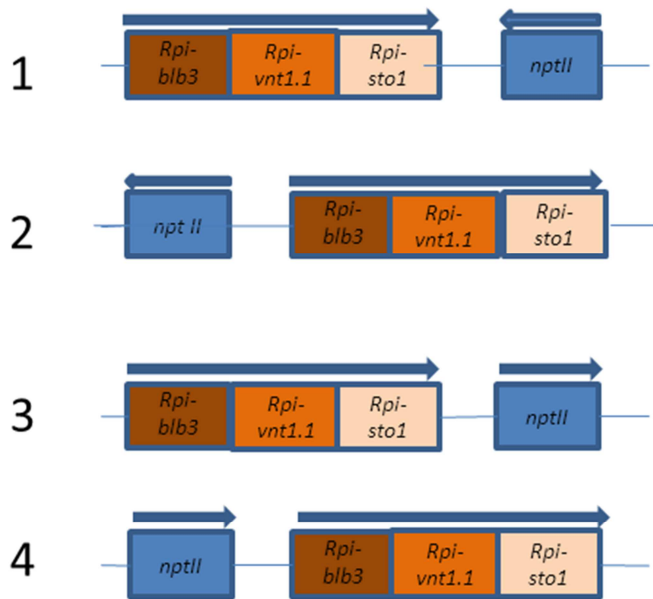 1
Rpi- Rpi- Rpi-
blb3 vnt1.1 sto1
nptII
2
npt II
Rpi- Rpi- Rpi-
blb3 vnt1.1 sto1
3
Rpi- Rpi- Rpi-
blb3 vnt1.1 sto1
nptII
4
nptII
Rpi- Rpi- Rpi-
blb3 vnt1.1 sto1